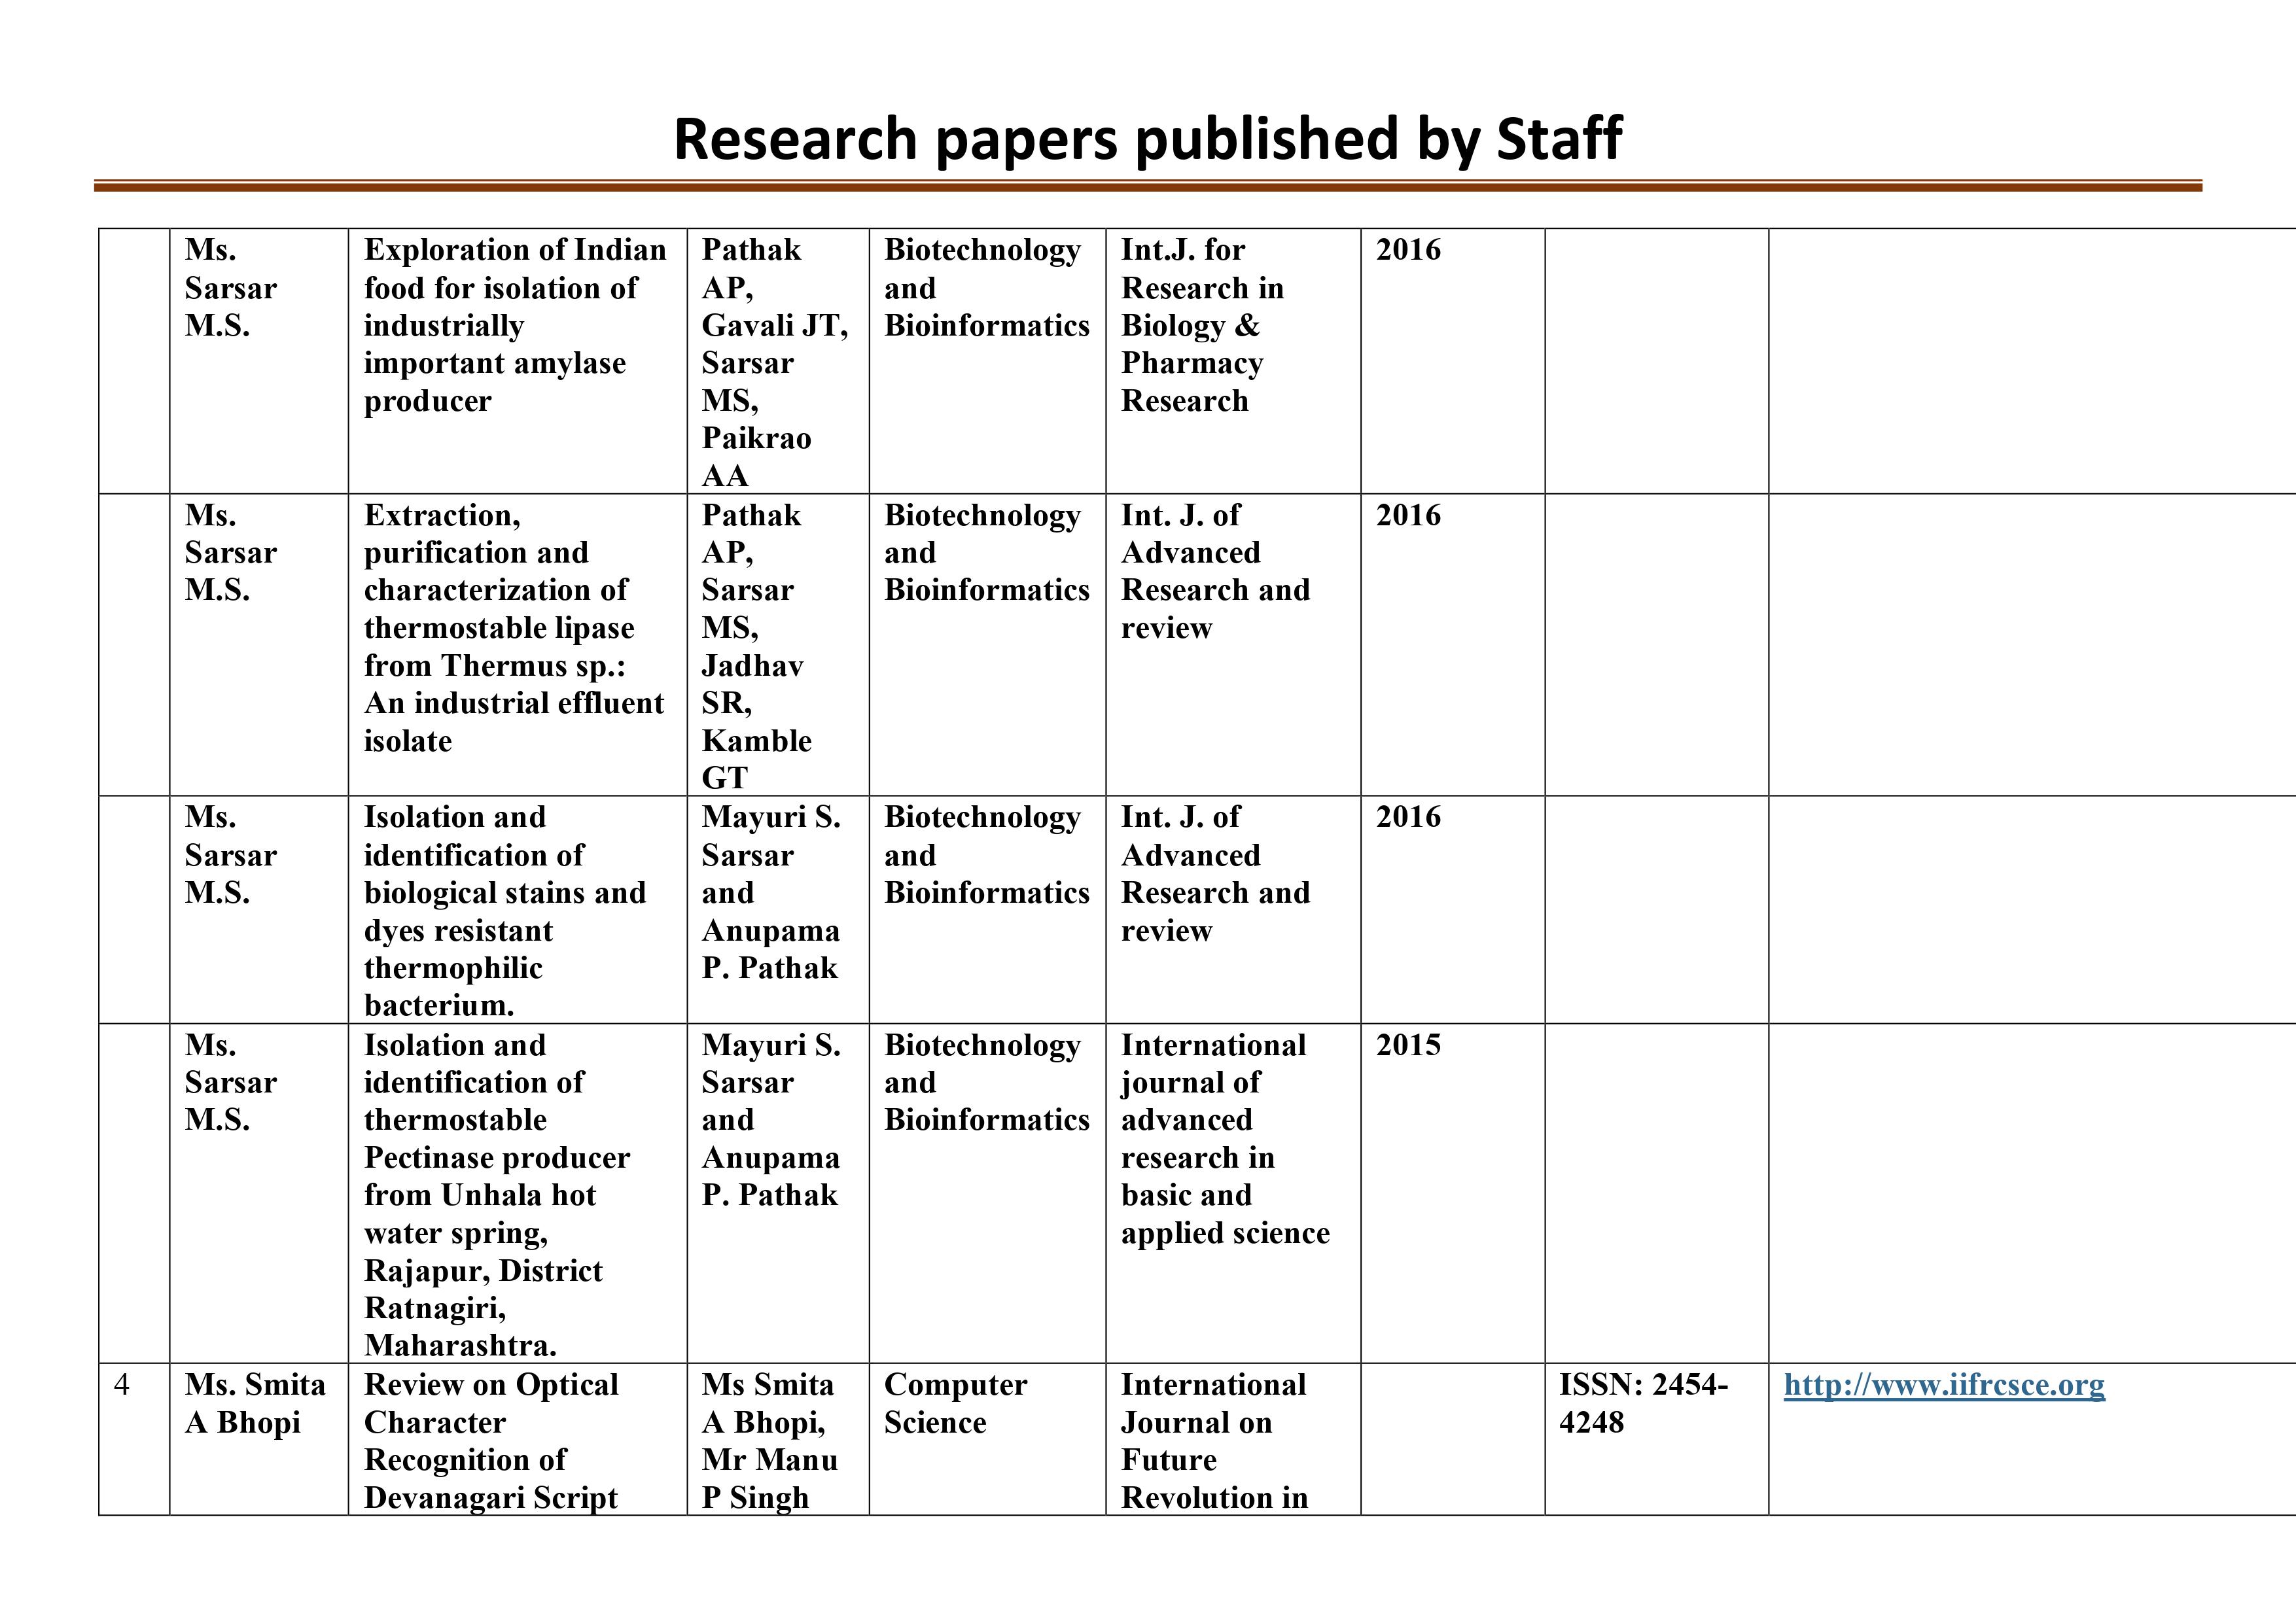 Research papers published by Staff
Ms.
Sarsar
M.S.
Exploration of Indian
food for isolation of
industrially
important amylase
producer
Pathak
AP,
Gavali JT,
Sarsar
MS,
Paikrao
AA
Biotechnology
and
Bioinformatics
Int.J. for
Research in
Biology &
Pharmacy
Research
2016
Ms.
Sarsar
M.S.
Extraction,
purification and
characterization of
thermostable lipase
from Thermus sp.:
An industrial effluent
isolate
Pathak
AP,
Sarsar
MS,
Jadhav
SR,
Kamble
GT
Biotechnology
and
Bioinformatics
Int. J. of
Advanced
Research and
review
2016
Ms.
Sarsar
M.S.
Isolation and
identification of
biological stains and
dyes resistant
thermophilic
bacterium.
Mayuri S.
Sarsar
and
Anupama
P. Pathak
Biotechnology
and
Bioinformatics
Int. J. of
Advanced
Research and
review
2016
Ms.
Sarsar
M.S.
Isolation and
identification of
thermostable
Pectinase producer
from Unhala hot
water spring,
Rajapur, District
Ratnagiri,
Maharashtra.
Mayuri S.
Sarsar
and
Anupama
P. Pathak
Biotechnology
and
Bioinformatics
International
journal of
advanced
research in
basic and
applied science
2015
4
Ms. Smita
A Bhopi
Review on Optical
Character
Recognition of
Devanagari Script
Ms Smita
A Bhopi,
Mr Manu
P Singh
Computer
Science
International
Journal on
Future
Revolution in
ISSN: 2454-
4248
http://www.iifrcsce.org